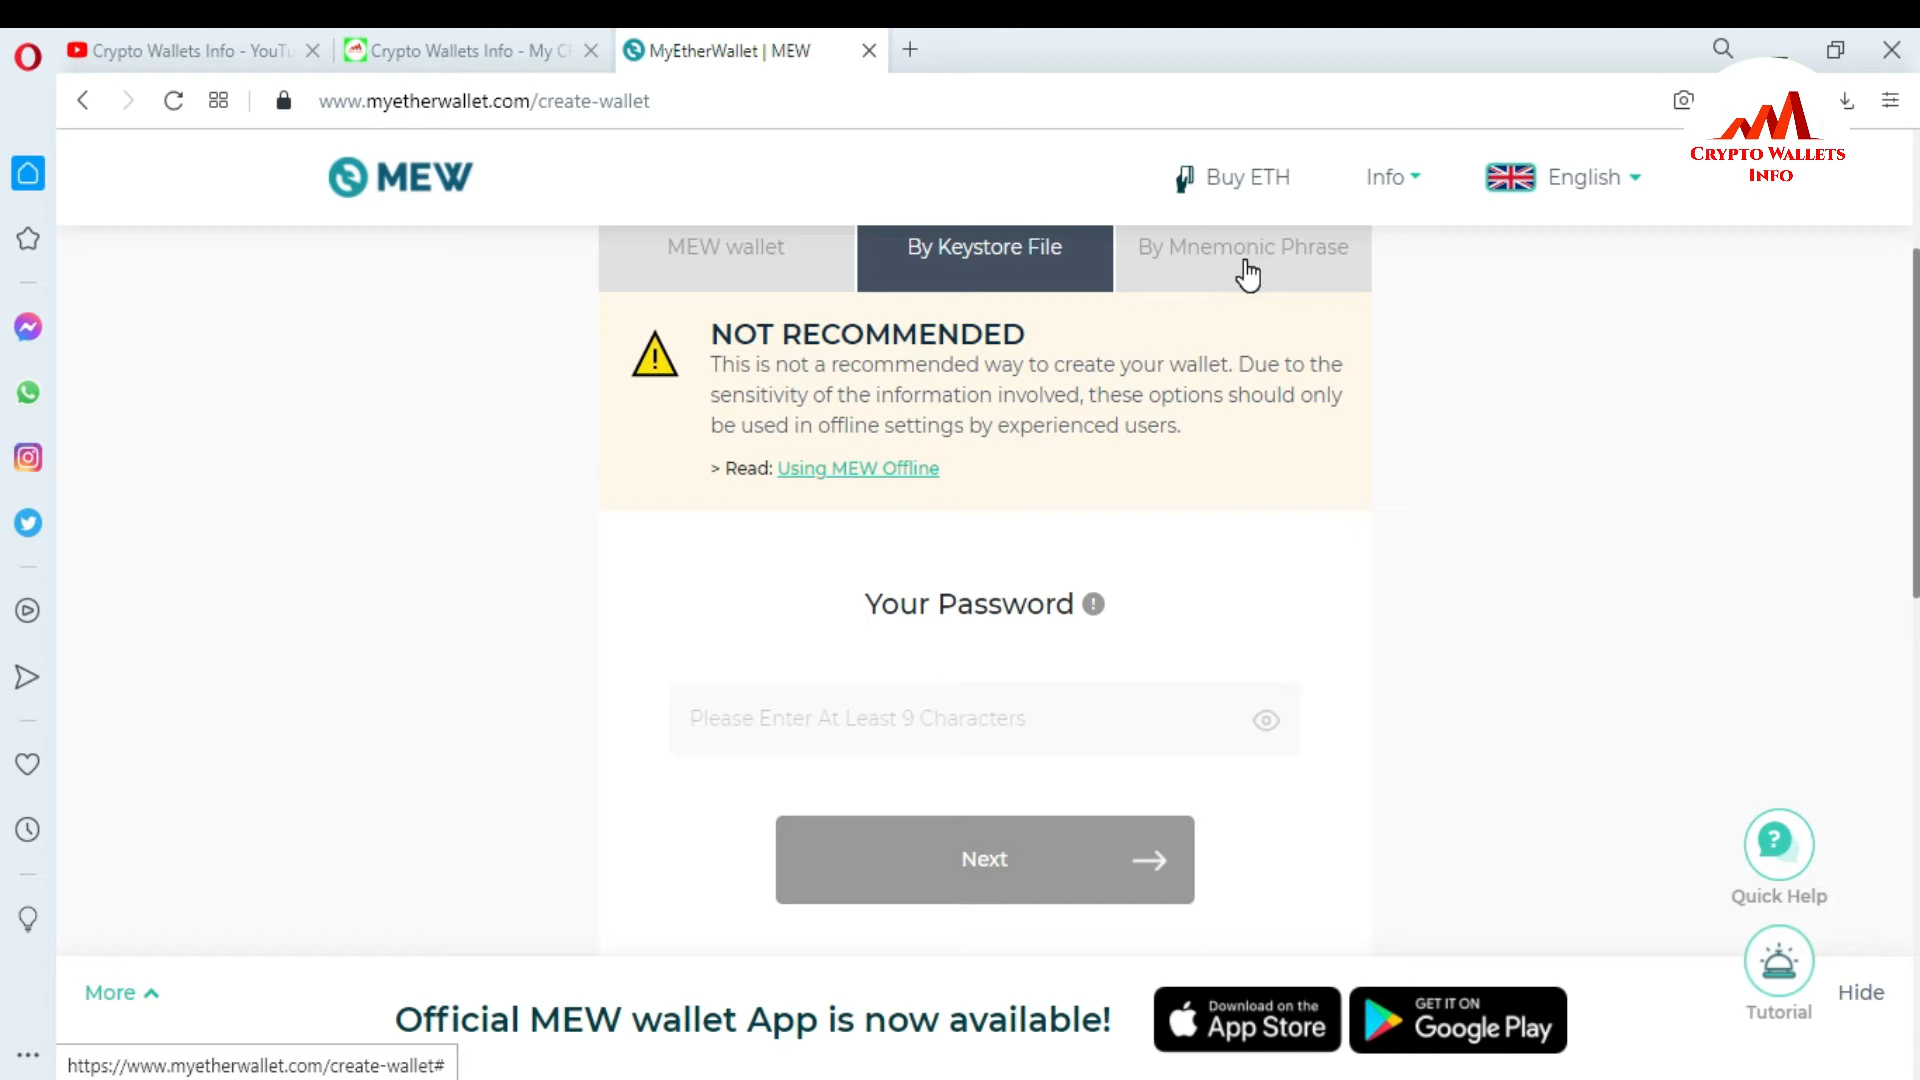 Crypto Wallets Info - YouTu
Crypto Wallets Info - My C
MyEtherWallet | MEW
www.myetherwallet.com/create-wallet
CRYPTO WALLETS
INFO
MEW
Buy ETH
Info
English
MEW wallet
By Keystore File
By Mnemonic Phrase
NOT RECOMMENDED
This is not a recommended way to create your wallet. Due to the
sensitivity of the information involved, these options should only
be used in offline settings by experienced users.
> Read: Using MEW Offline
Your Password
Please Enter At Least 9 Characters
Next
Quick Help
Tutorial
Hide
More
Official MEW wallet App is now available!
Download on the
App Store
GET IT ON
Google Play
https://www.myetherwallet.com/create-wallet#